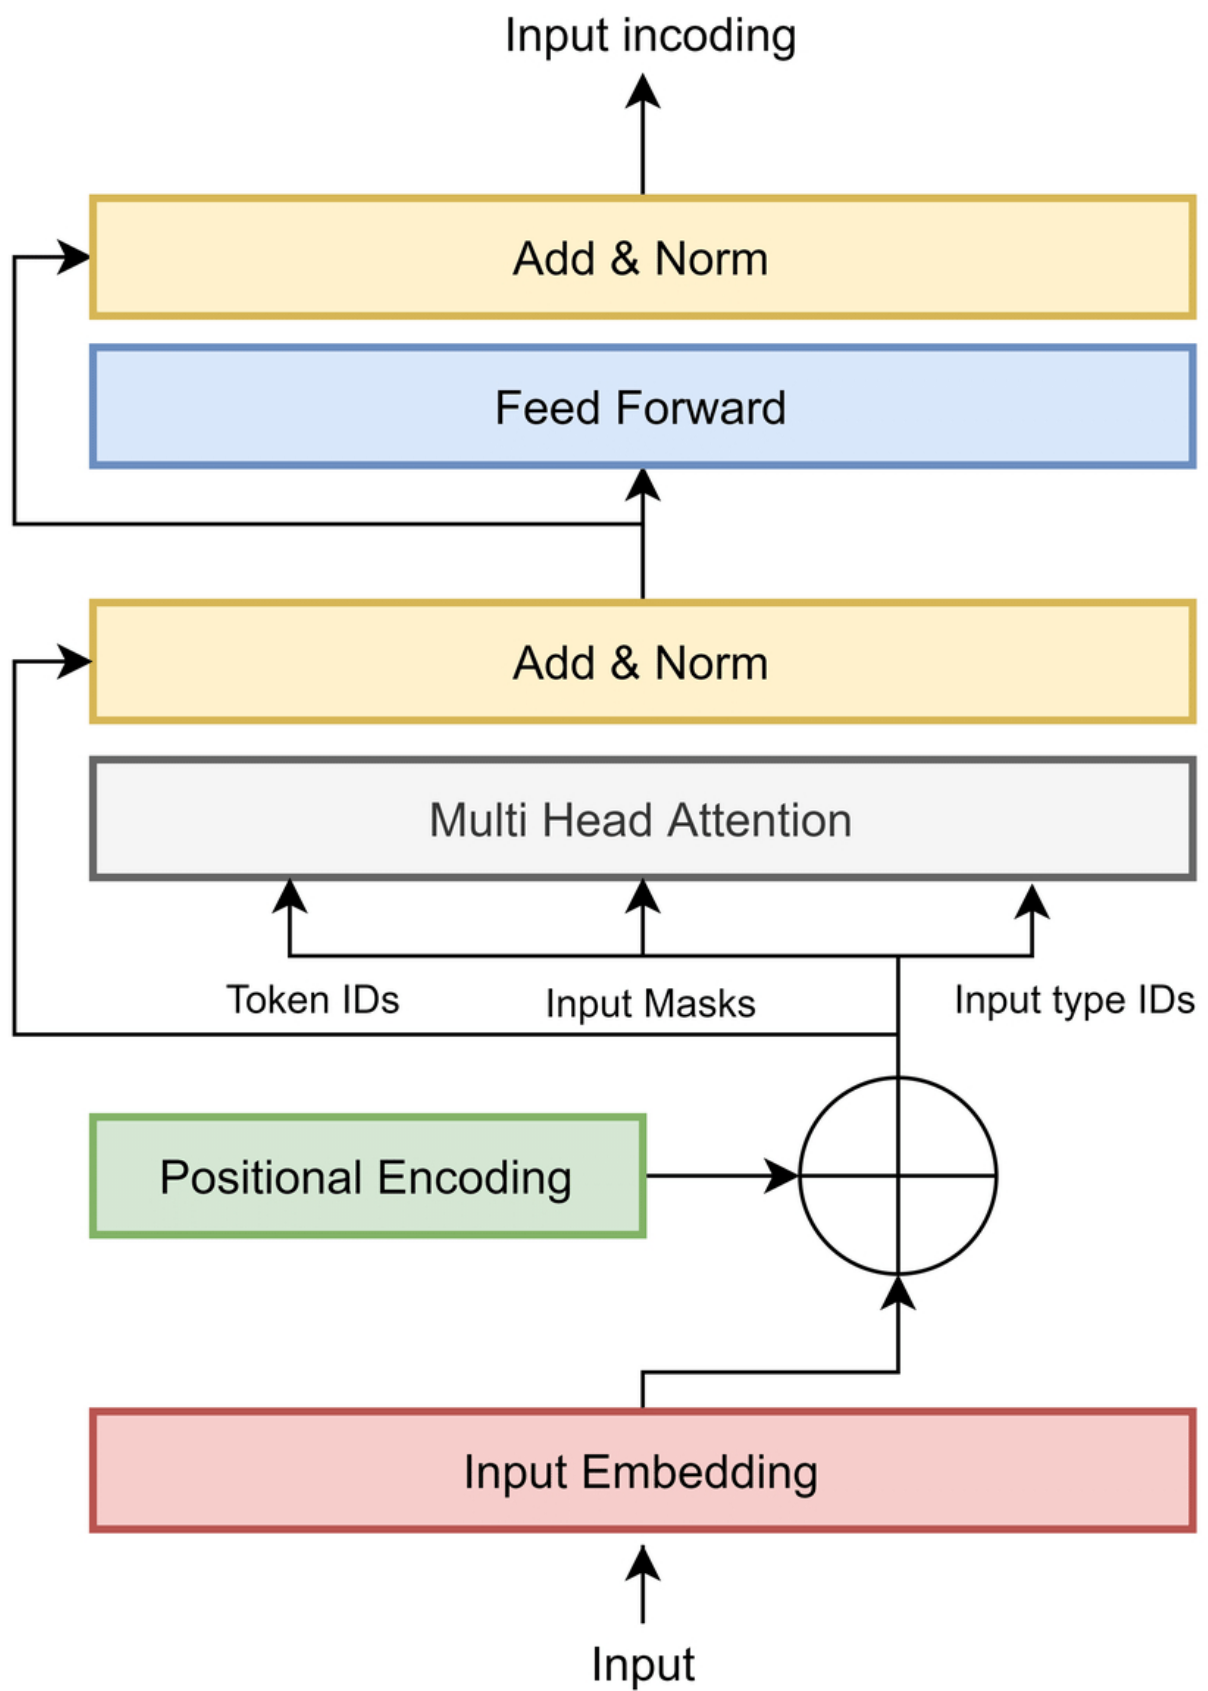 Input incoding
Add & Norm
Feed Forward
Add & Norm
Multi Head Attention
Token IDs
Input Masks
Input type IDs
Positional Encoding
Input Embedding
Input